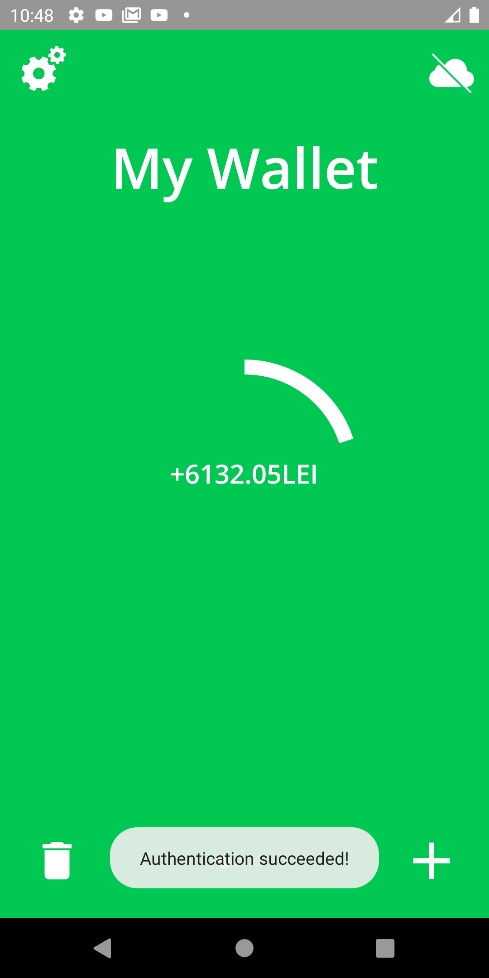 10:48
My Wallet
+6132.05LEI
Authentication succeeded!